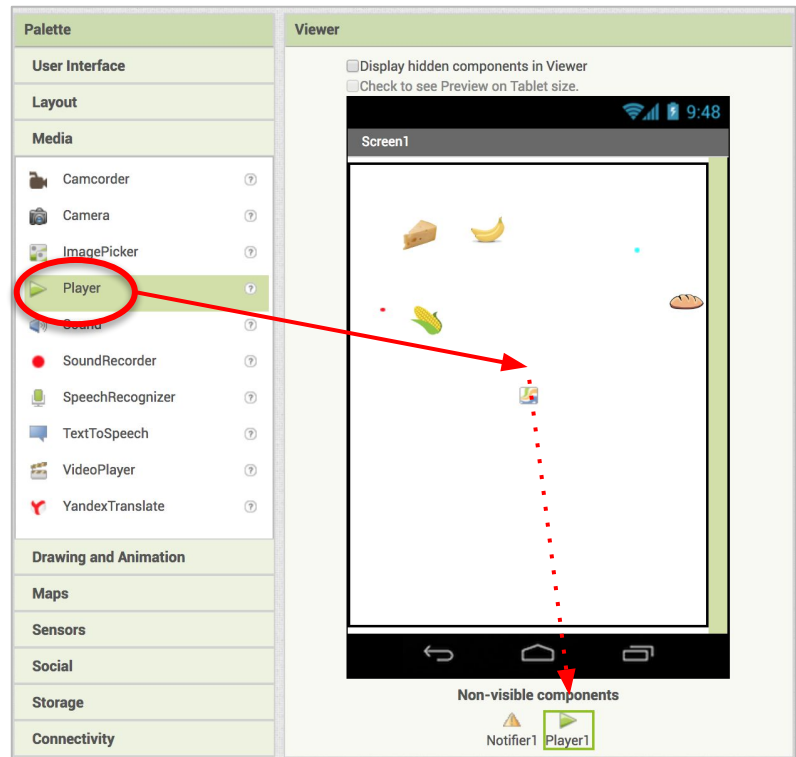 Palette
User Interface
Layout
Media
Camcorder
Camera
ImagePicker
Player
Sound
SoundRecorder
SpeechRecognizer
TextToSpeech
VideoPlayer
YandexTranslate
Drawing and Animation
Maps
Sensors
Social
Storage
Connectivity
Viewer
Display hidden components in Viewer
Check to see Preview on Tablet size.
9:48
Screen1
Non-visible components
Notifier1 Player1